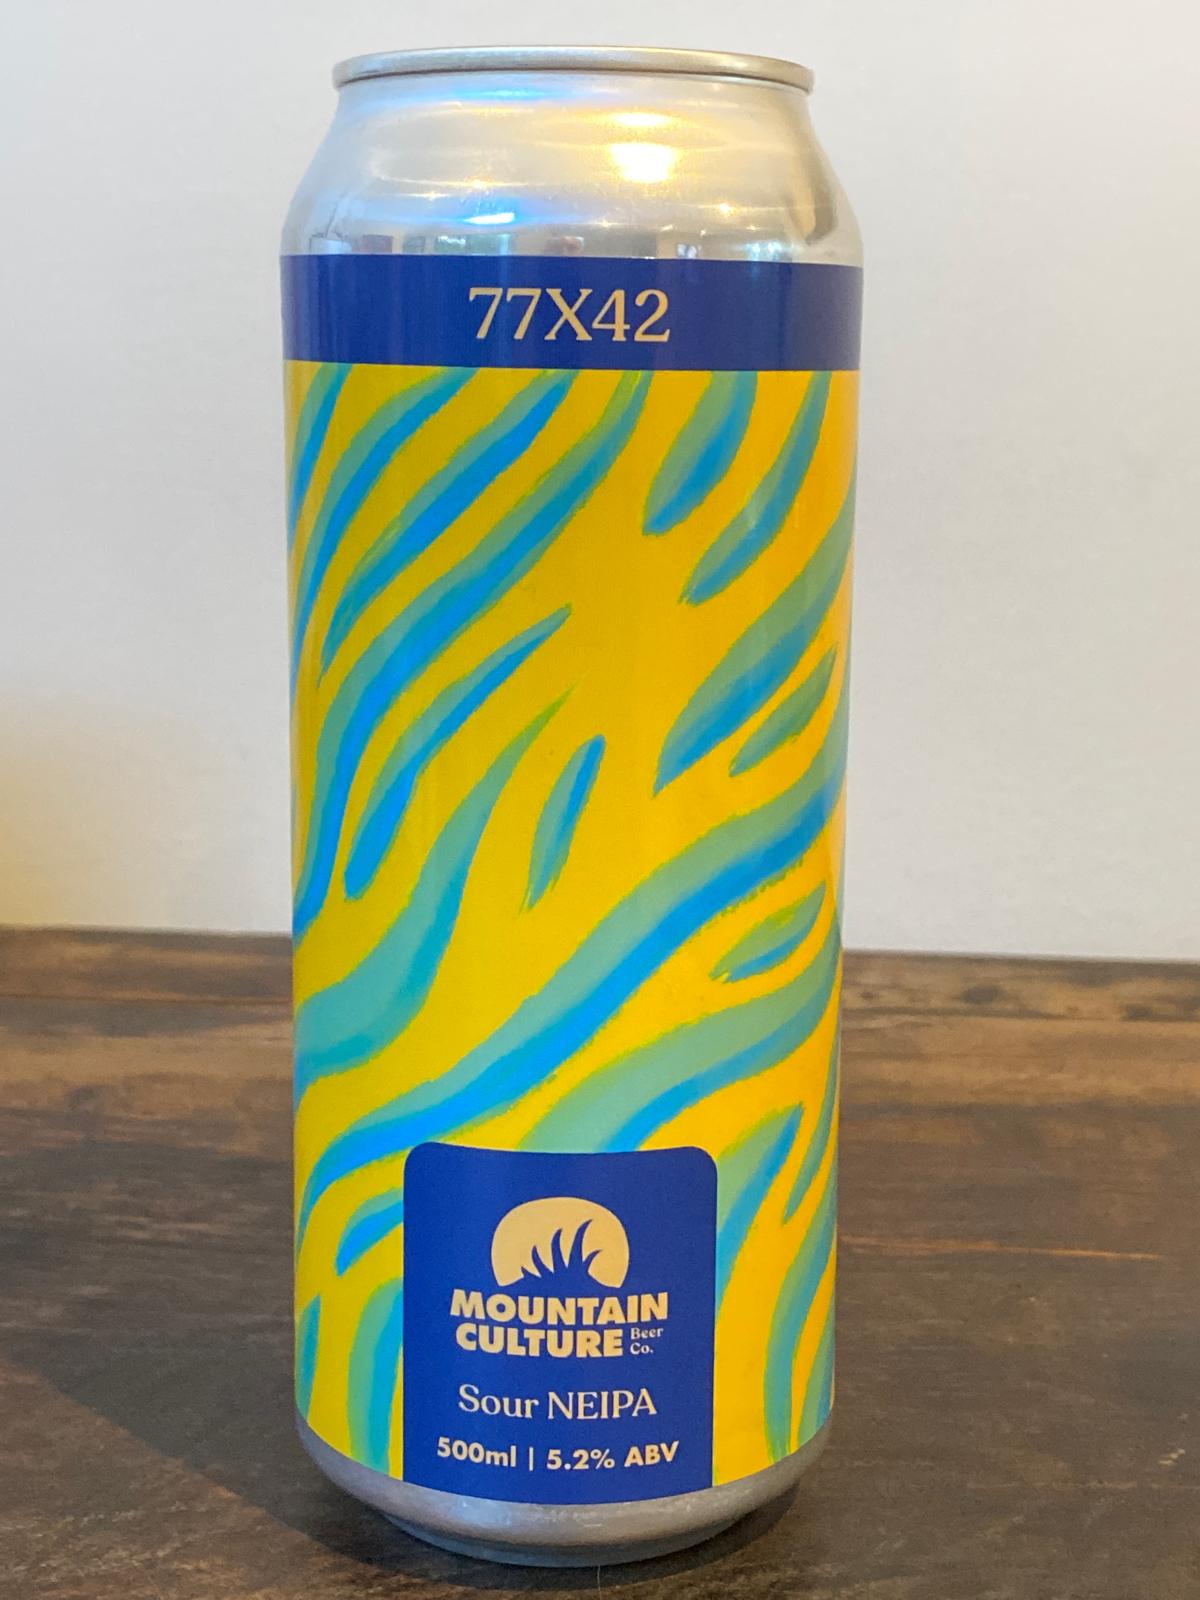 77X42
MOUNTAIN
CULTURE Beer Co.
Sour NEIPA
500ml | 5.2% ABV